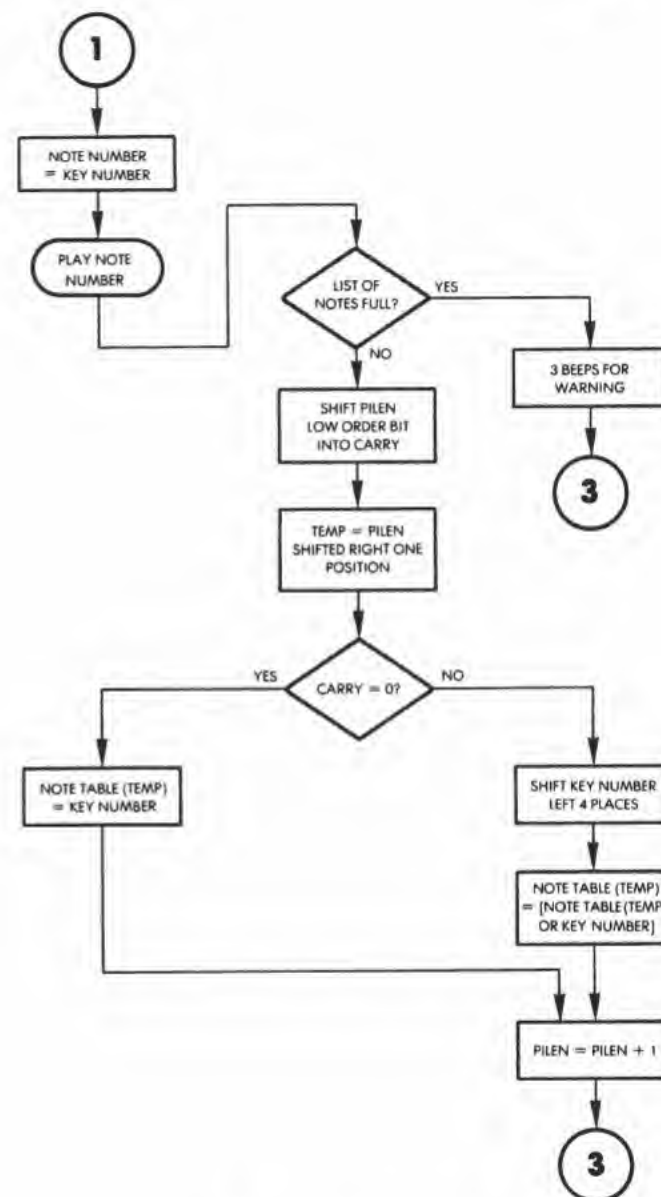 1
NOTE NUMBER
= KEY NUMBER
PLAY NOTE
NUMBER
LIST OF
NOTES FULL?
YES
NO
3 BEEPS FOR
WARNING
3
SHIFT PILEN
LOW ORDER BIT
INTO CARRY
TEMP = PILEN
SHIFTED RIGHT ONE
POSITION
YES
CARRY = 0?
NO
NOTE TABLE (TEMP)
= KEY NUMBER
SHIFT KEY NUMBER
LEFT 4 PLACES
NOTE TABLE (TEMP)
= [NOTE TABLE (TEMP
OR KEY NUMBER]
PILEN = PILEN + 1
3